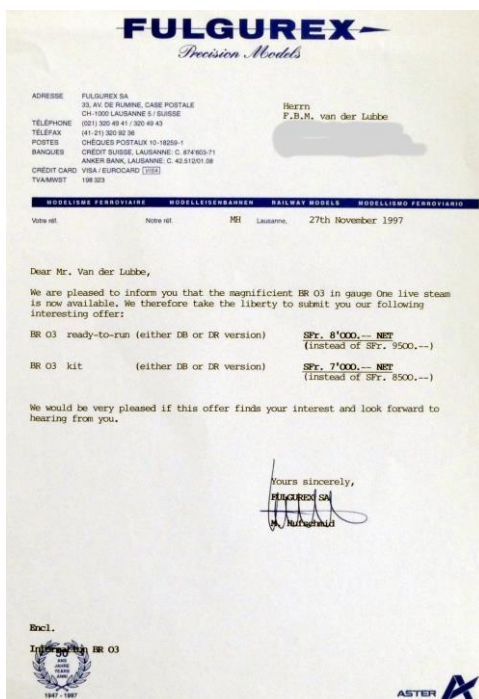 FULGUREX
Precision Models
ADRESSE FULGUREX SA
33, AV. DE RUMINE, CASE POSTALE
CH-1000 LAUSANNE 5 / SUISSE
TÉLÉPHONE (021) 320 49 41 / 320 49 43
TÉLÉFAX (41-21) 320 92 36
POSTES CHÈQUES POSTAUX 10-18259-1
BANQUES CRÉDIT SUISSE, LAUSANNE: C. 874'603-71
ANKER BANK, LAUSANNE: C. 42.512/01.08
CREDIT CARD VISA / EUROCARD VISA
TVA/MWST 198 323
Herrn
F.B.M. van der Lubbe
MODELISME FERROVIAIRE MODELLEISENBAHNEN RAILWAY MODELS MODELLISMO FERROVIARIO
Votre réf. Notre réf. MH Lausanne, 27th November 1997
Dear Mr. Van der Lubbe,
We are pleased to inform you that the magnificient BR 03 in gauge One live steam
is now available. We therefore take the liberty to submit you our following
interesting offer:
BR 03 ready-to-run (either DB or DR version) SFr. 8'000.-- NET
(instead of SFr. 9500.--)
BR 03 kit (either DB or DR version) SFr. 7'000.-- NET
(instead of SFr. 8500.--)
We would be very pleased if this offer finds your interest and look forward to
hearing from you.
Yours sincerely,
FULGUREX SA
M. Hufschmid
Encl.
Information BR 03
50
ANS
JAHRE
YEARS
ANNI
1947 - 1997
ASTER